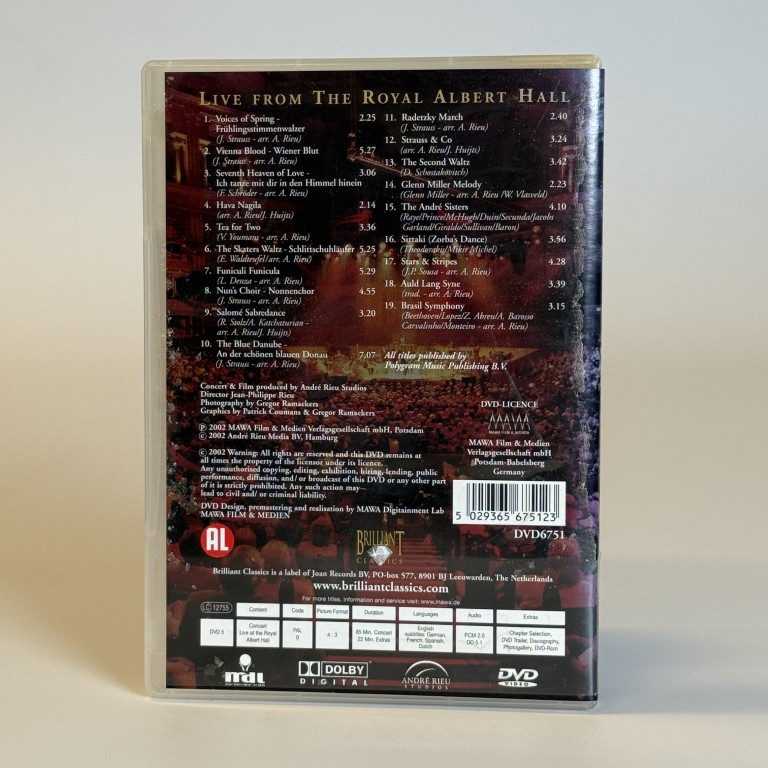 LIVE FROM THE ROYAL ALBERT HALL
1. Voices of Spring - 2.25
Frühlingsstimmenwalzer
(J. Strauss - arr. A. Rieu)
2. Vienna Blood - Wiener Blut 5.27
(J. Strauss - arr. A. Rieu)
3. Seventh Heaven of Love - 3.06
Ich tanze mit dir in den Himmel hinein
(F. Schröder - arr. A. Rieu)
4. Hava Nagila 2.14
(arr. A. Rieu/J. Huijts)
5. Tea for Two 3.36
(V. Youmans - arr. A. Rieu)
6. The Skaters Waltz - Schlittschuhläufer 5.25
(E. Waldteufel/arr. A. Rieu)
7. Funiculi Funicula 5.29
(L. Denza - arr. A. Rieu)
8. Nun's Choir - Nonnenchor 4.55
(J. Strauss - arr. A. Rieu)
9. Salomé Sabredance 3.20
(R. Stolz/A. Katchaturian -
arr. A. Rieu/J. Huijts)
10. The Blue Danube -
An der schönen blauen Donau 7.07
(J. Strauss - arr. A. Rieu)
11. Radetzky March 2.40
(J. Strauss - arr. A. Rieu)
12. Strauss & Co 3.24
(arr. A. Rieu/J. Huijts)
13. The Second Waltz 3.42
(D. Shostakovitch)
14. Glenn Miller Melody 2.23
(Glenn Miller - arr. A. Rieu /W. Vlasveld)
15. The André Sisters 4.10
(Raye/Prince/McHugh/Duin/Secunda/Jacobs
Garland/Giraldo/Sullivan/Baron)
16. Sirtaki (Zorba's Dance) 3.56
(Theodorakis/Mikis Michel)
17. Stars & Stripes 4.28
(J.P. Sousa - arr. A. Rieu)
18. Auld Lang Syne 3.39
(trad. - arr. A. Rieu)
19. Brasil Symphony 3.15
(Beethoven/Lopez/Z. Abreu/A. Barosso
Carvalinho/Monteiro - arr. A. Rieu)
All titles published by
Polygram Music Publishing B.V.
Concert & Film produced by André Rieu Studios
Director Jean-Philippe Rieu
Photography by Gregor Ramaekers
Graphics by Patrick Coumans & Gregor Ramaekers
℗ 2002 MAWA Film & Medien Verlagsgesellschaft mbH, Potsdam
© 2002 André Rieu Media BV, Hamburg
© 2002 Warning: All rights are reserved and this DVD remains at
all times the property of the licensor under its licence.
Any unauthorised copying, editing, exhibition, hiring, lending, public
performance, diffusion, and/ or broadcast of this DVD or any other part
of it is strictly prohibited. Any such action may
lead to civil and/ or criminal liability.
DVD Design, premastering and realisation by MAWA Digitainment Lab
MAWA FILM & MEDIEN
DVD-LICENCE
MAWA FILM & MEDIEN
MAWA Film & Medien
Verlagsgesellschaft mbH
Potsdam-Babelsberg
Germany
5 029365 675123
DVD6751
AL
BRILLIANT
CLASSICS
Brilliant Classics is a label of Joan Records BV, PO-box 577, 8901 BJ Leeuwarden, The Netherlands
www.brilliantclassics.com
For more titles, information and service visit: www.mawa.de
LC 12755 Content Code Picture Format Duration Languages Audio Extras
DVD 5
Concert
Live at the Royal
Albert Hall
PAL
0
4 : 3
85 Min. Concert
22 Min. Extras
English
subtitles: German,
French, Spanish,
Dutch
PCM 2.0
DD 5.1
Chapter Selection,
DVD Trailer, Discography,
Photogallery, DVD-Rom
mdl
DOLBY
DIGITAL
ANDRÉ RIEU
STUDIOS
DVD
VIDEO